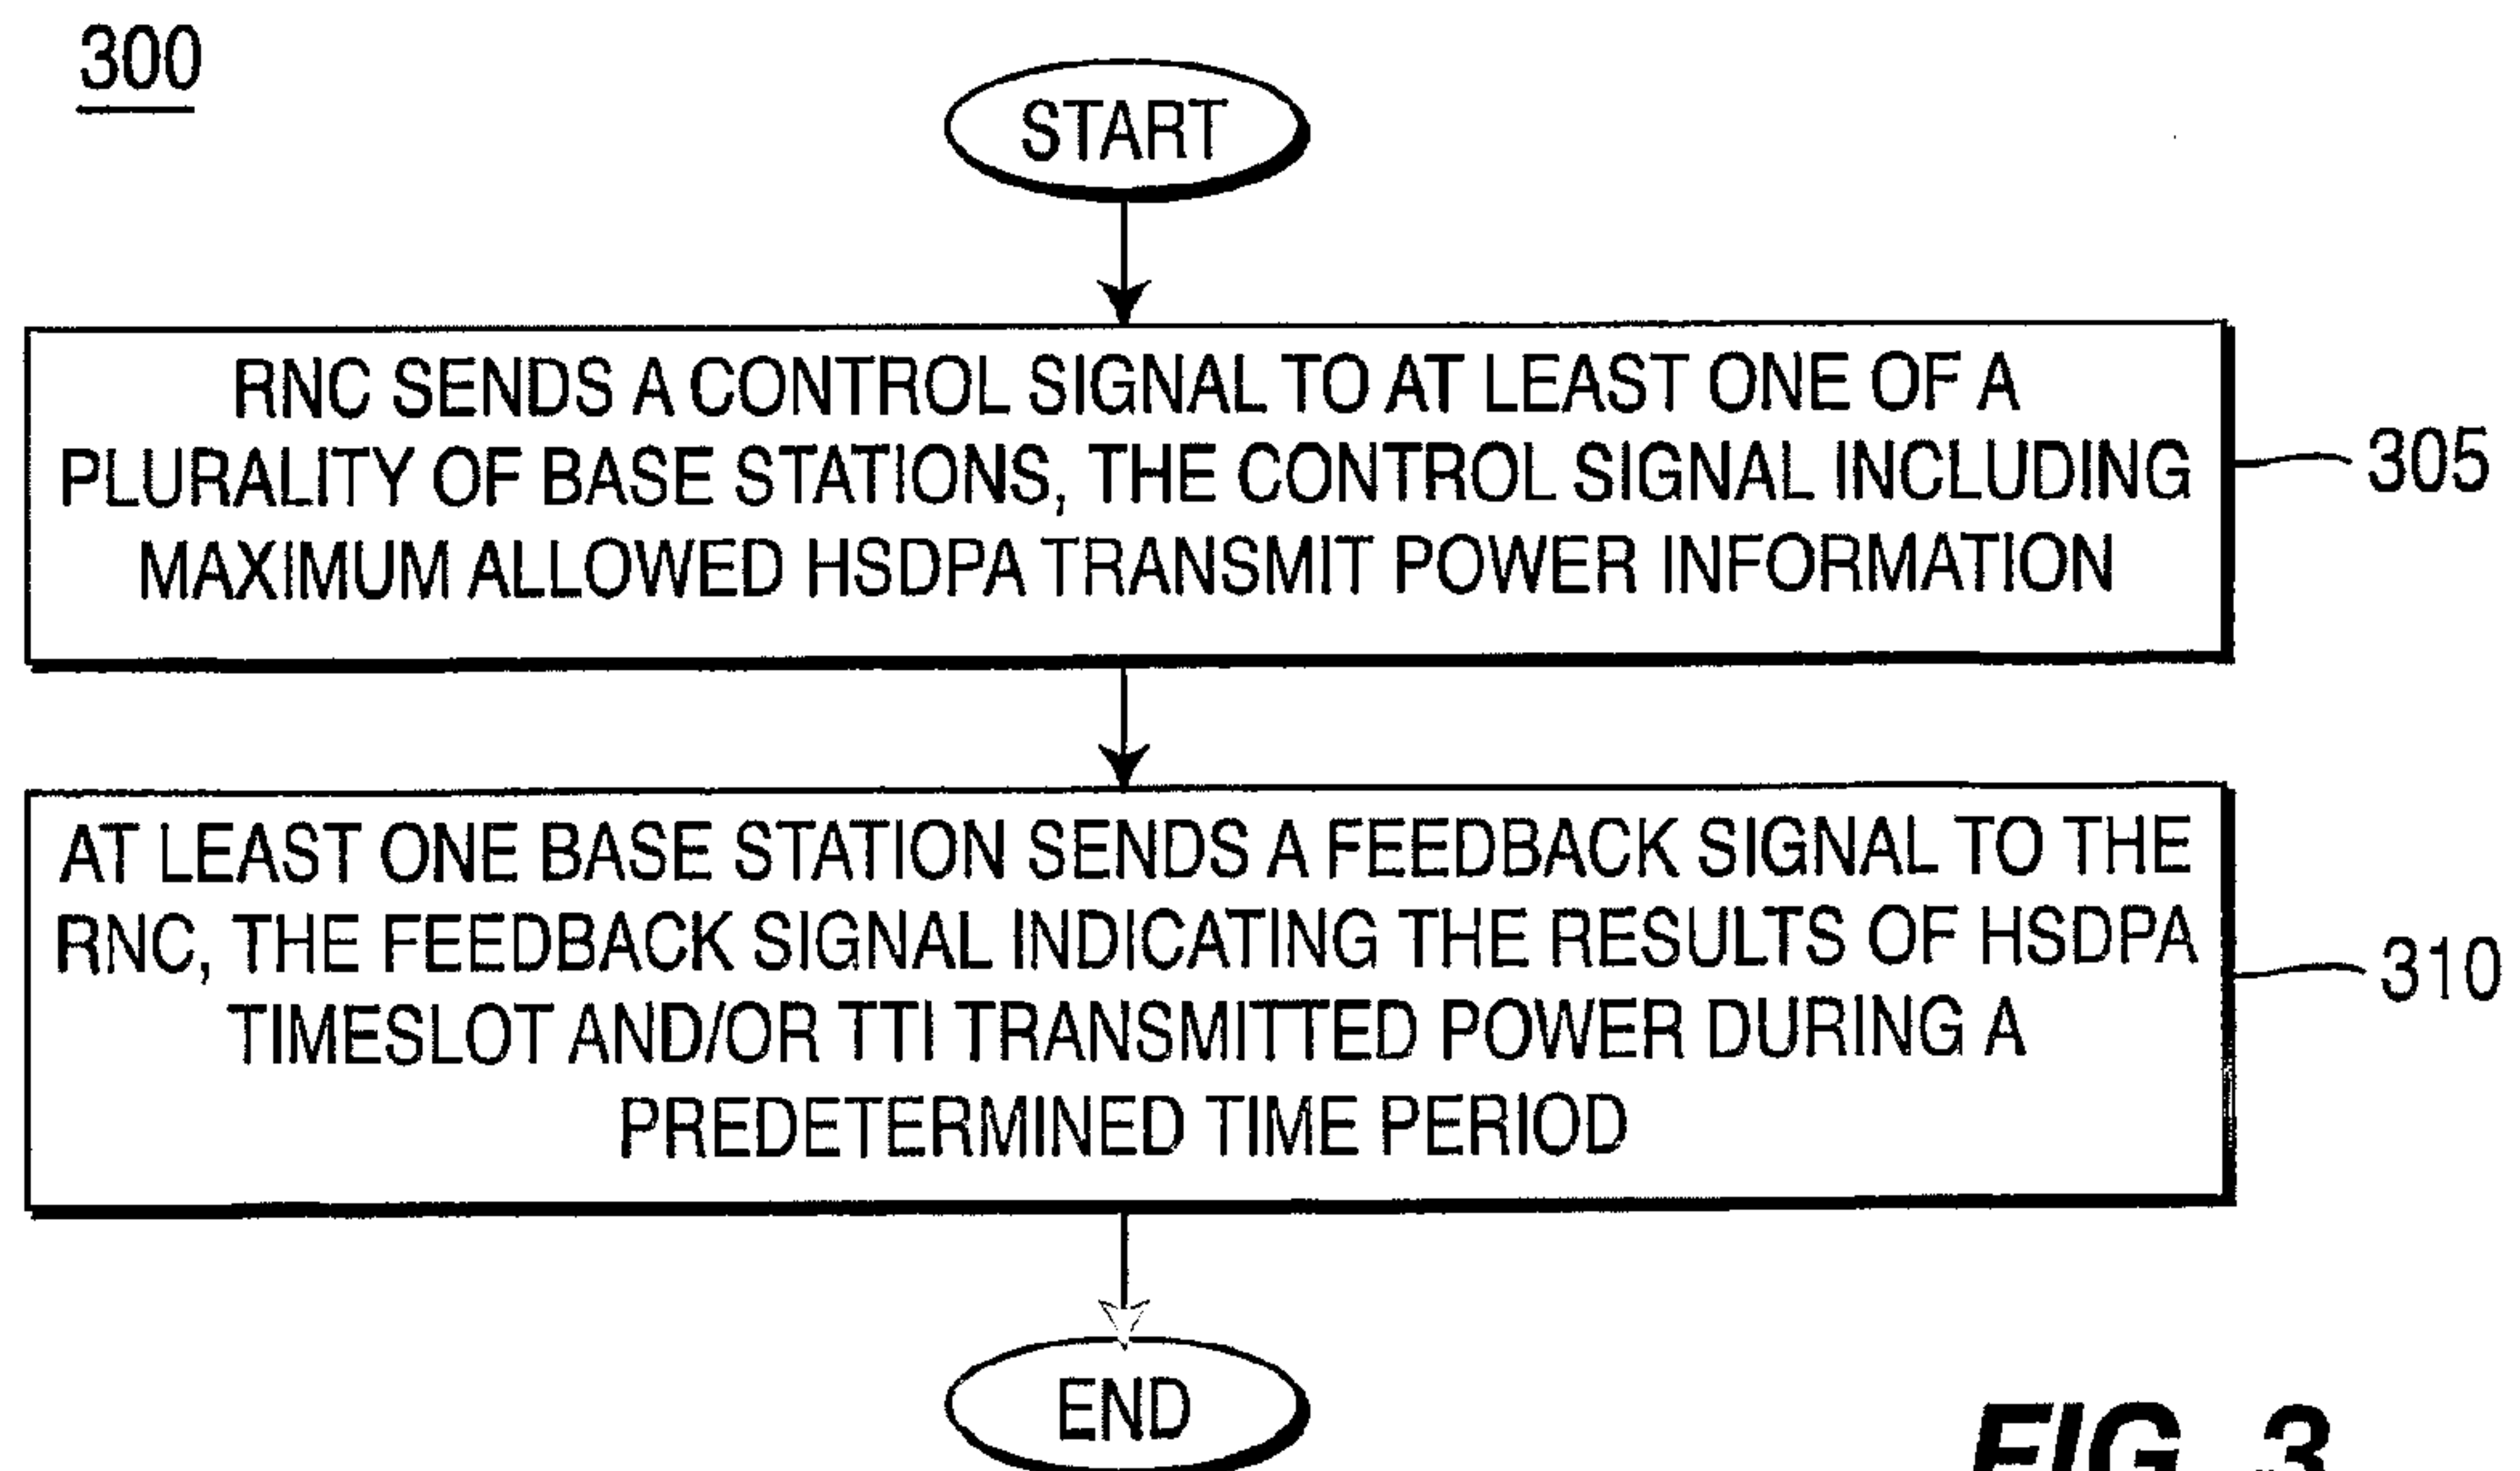 300
START
RNC SENDS A CONTROL SIGNAL TO AT LEAST ONE OF A
PLURALITY OF BASE STATIONS, THE CONTROL SIGNAL INCLUDING
MAXIMUM ALLOWED HSDPA TRANSMIT POWER INFORMATION
305
AT LEAST ONE BASE STATION SENDS A FEEDBACK SIGNAL TO THE
RNC, THE FEEDBACK SIGNAL INDICATING THE RESULTS OF HSDPA
TIMESLOT AND/OR TTI TRANSMITTED POWER DURING A
PREDETERMINED TIME PERIOD
310
END
FIG. 3